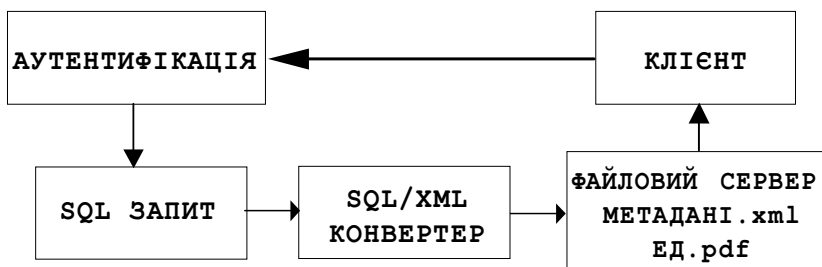 АУТЕНТИФІКАЦІЯ
КЛІЄНТ
SQL ЗАПИТ
SQL/XML
КОНВЕРТЕР
ФАЙЛОВИЙ СЕРВЕР
МЕТАДАНІ.xml
ЕД.pdf